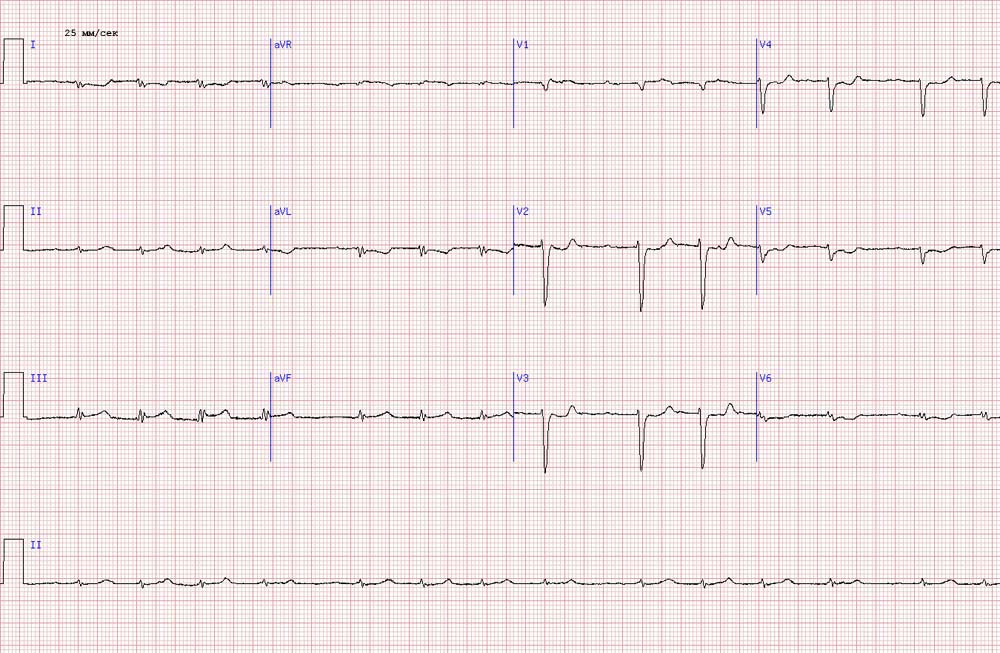 25 мм/сек
I aVR V1 V4
II aVL V2 V5
III aVF V3 V6
II